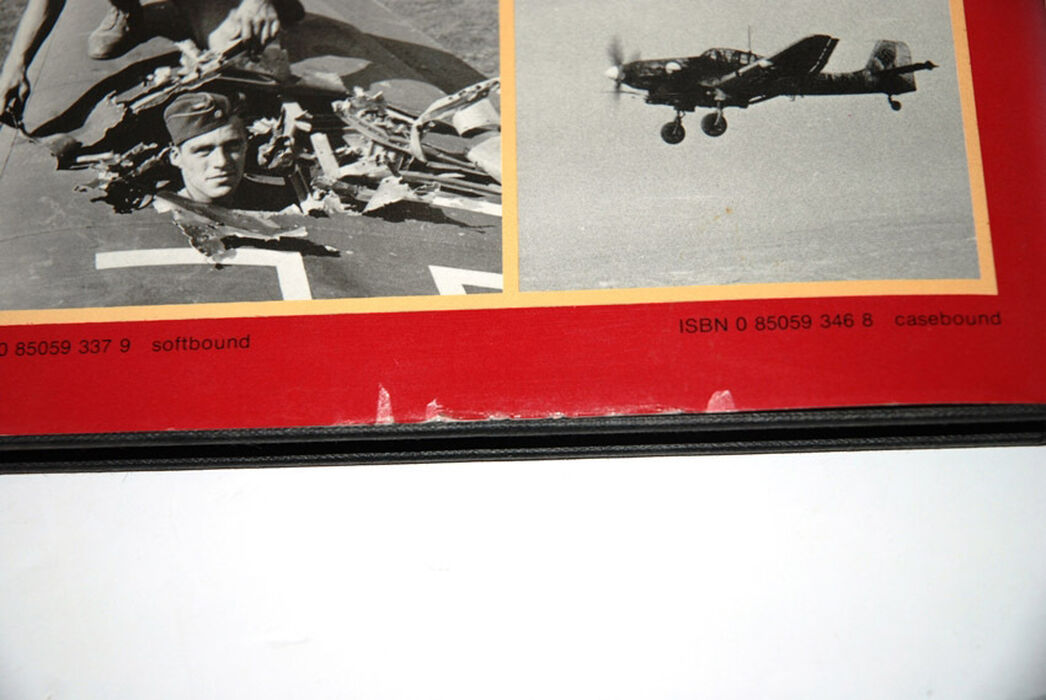 0 85059 337 9 softbound
ISBN 0 85059 346 8 casebound